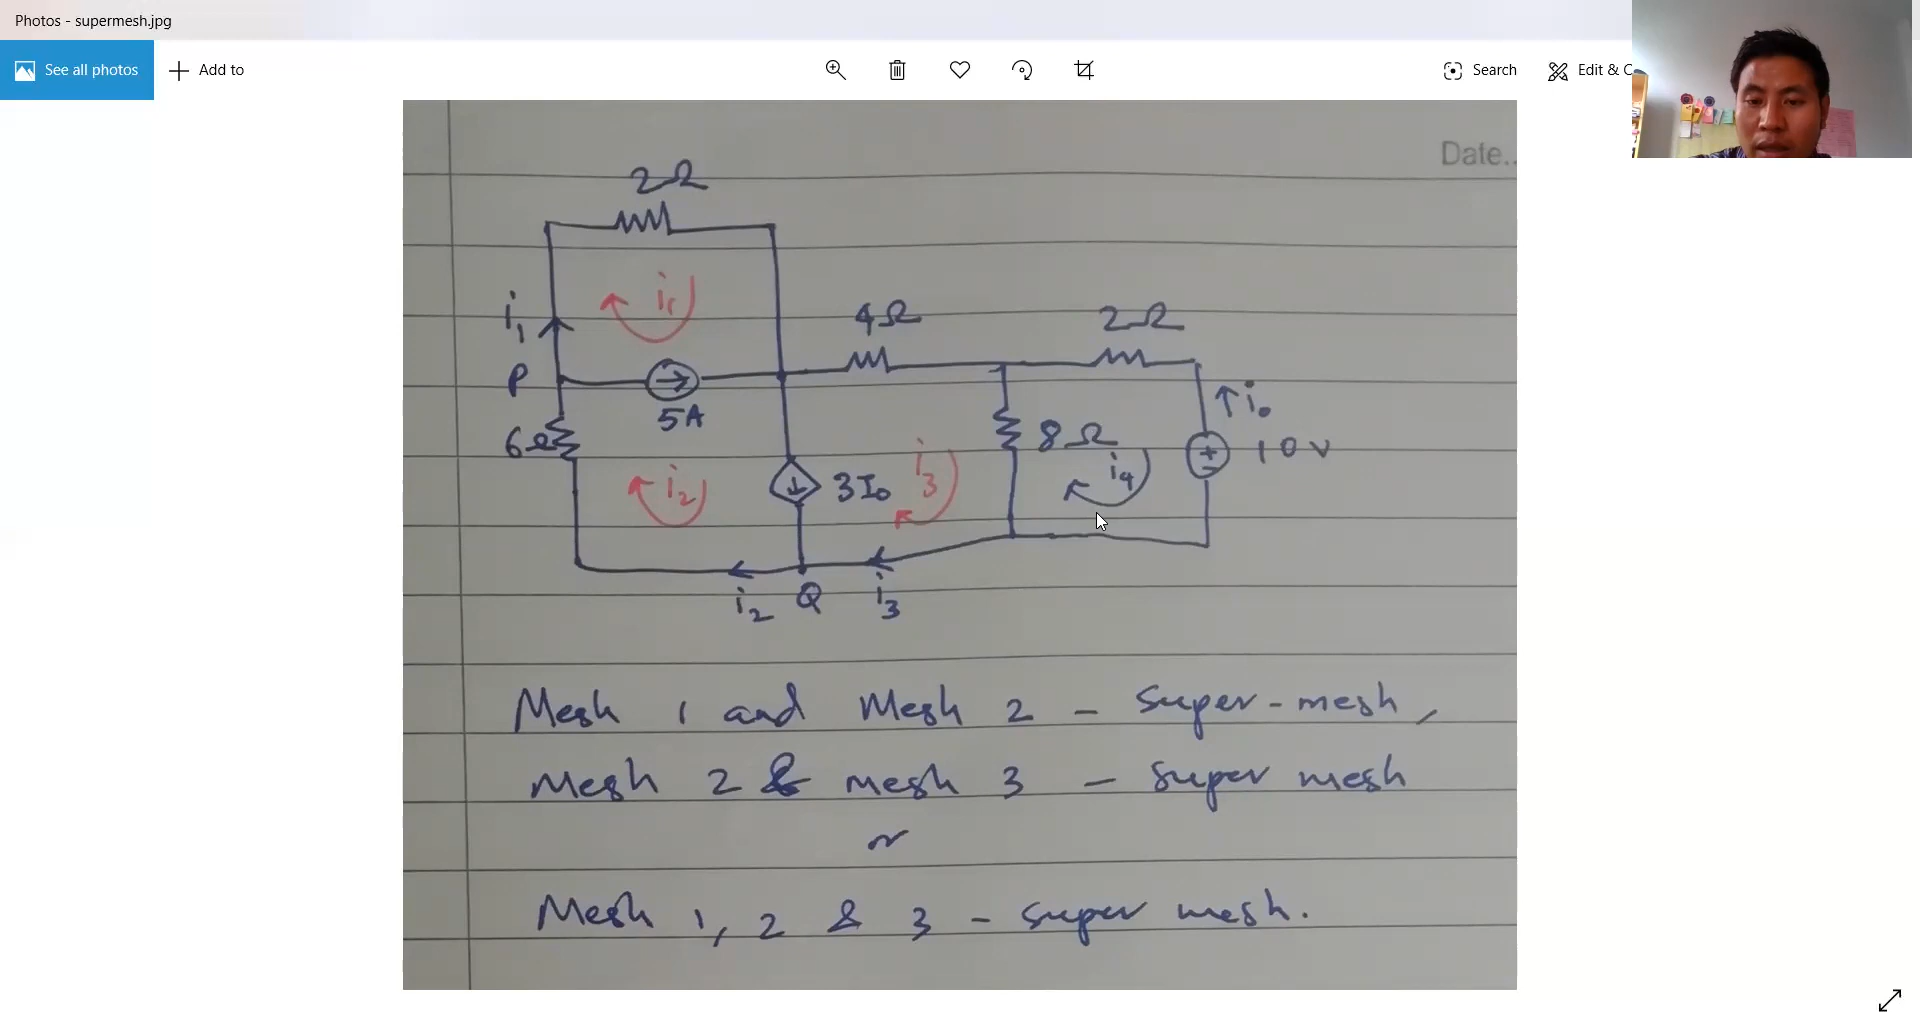 Photos - supermesh.jpg
See all photos
Add to
Search
Edit & C
Date..
2Ω
i₁
i₁
4Ω
2Ω
P
5A
i₀
6Ω
8Ω
10V
i₂
3I₀
i₃
i₄
i₂
Q
i₃
Mesh 1 and Mesh 2 - Super-mesh,
Mesh 2 & mesh 3 - super mesh
or
Mesh 1, 2 & 3 - super mesh.